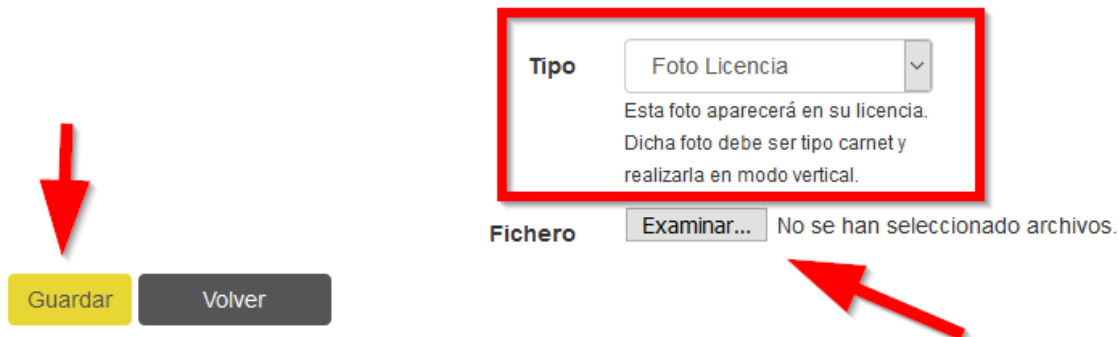 Tipo
Foto Licencia
Esta foto aparecerá en su licencia.
Dicha foto debe ser tipo carnet y
realizarla en modo vertical.
Fichero
Examinar... No se han seleccionado archivos.
Guardar
Volver